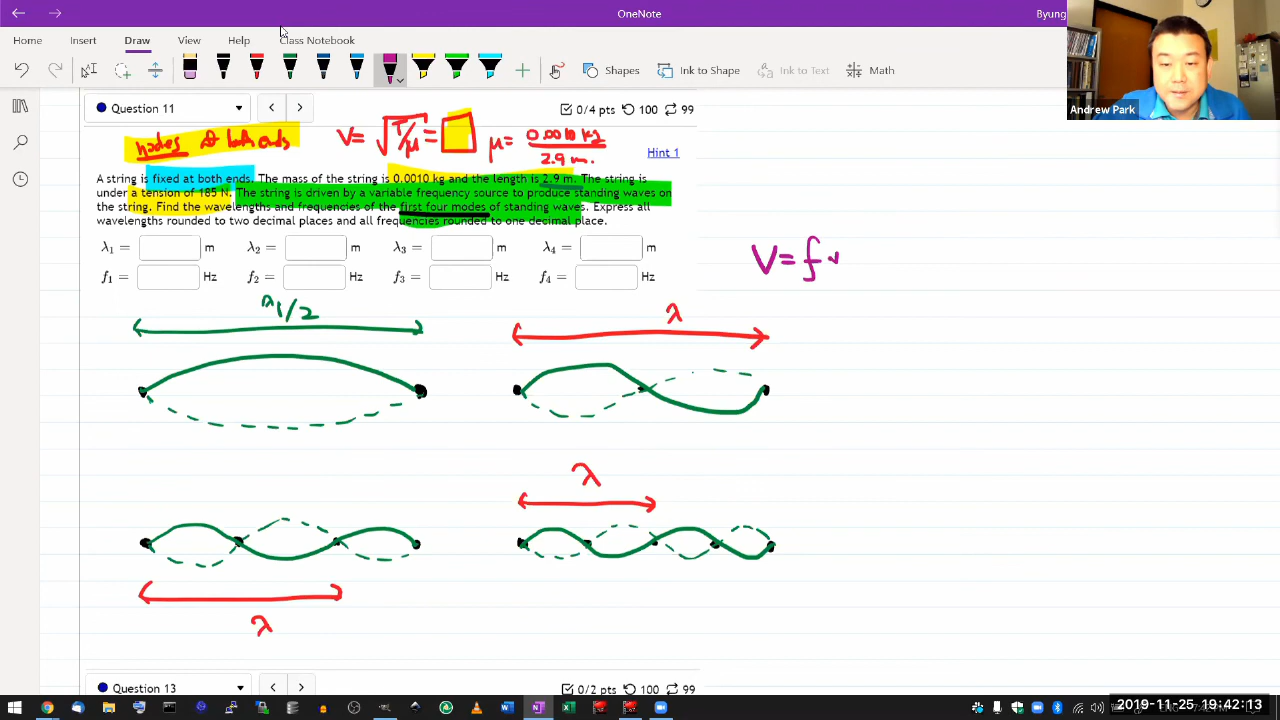 OneNote
Byung
Home Insert Draw View Help Class Notebook
Shapes Ink to Shape Ink to Text Math
Andrew Park
Question 11
0/4 pts 100 99
nodes @ both ends
V= √T/μ =
μ= 0.0010 kg / 2.9 m.
Hint 1
A string is fixed at both ends. The mass of the string is 0.0010 kg and the length is 2.9 m. The string is
under a tension of 185 N. The string is driven by a variable frequency source to produce standing waves on
the string. Find the wavelengths and frequencies of the first four modes of standing waves. Express all
wavelengths rounded to two decimal places and all frequencies rounded to one decimal place.
λ1 = m λ2 = m λ3 = m λ4 = m
f1 = Hz f2 = Hz f3 = Hz f4 = Hz
V= f
λ1/2
λ
λ
λ
Question 13
0/2 pts 100 99
2019-11-25 19:42:13